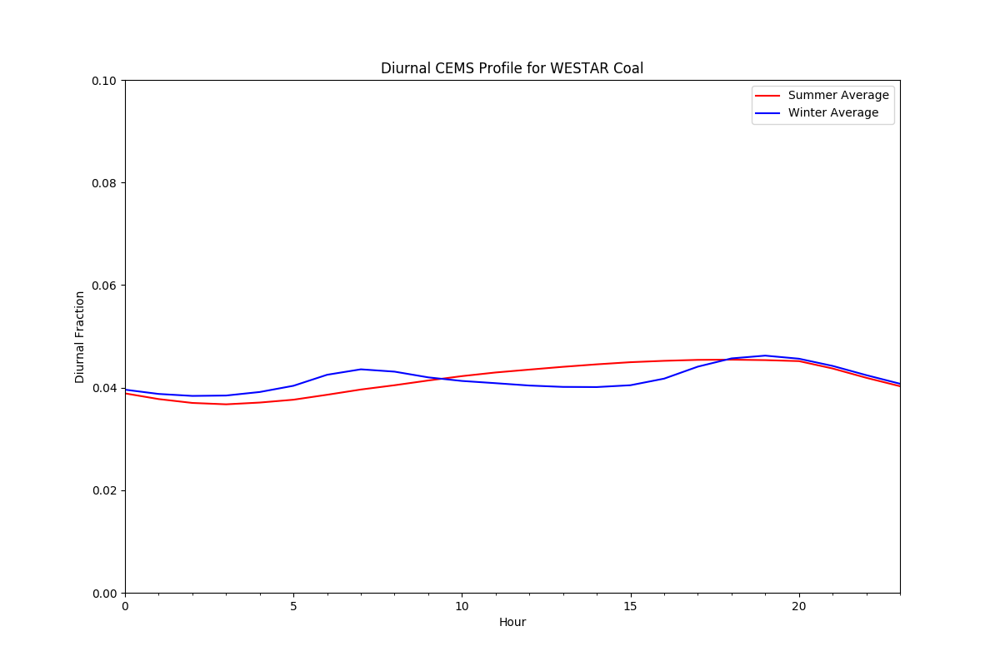 Diurnal CEMS Profile for WESTAR Coal
Summer Average
Winter Average
0.10
0.08
0.06
0.04
0.02
0.00
Diurnal Fraction
0 5 10 15 20
Hour